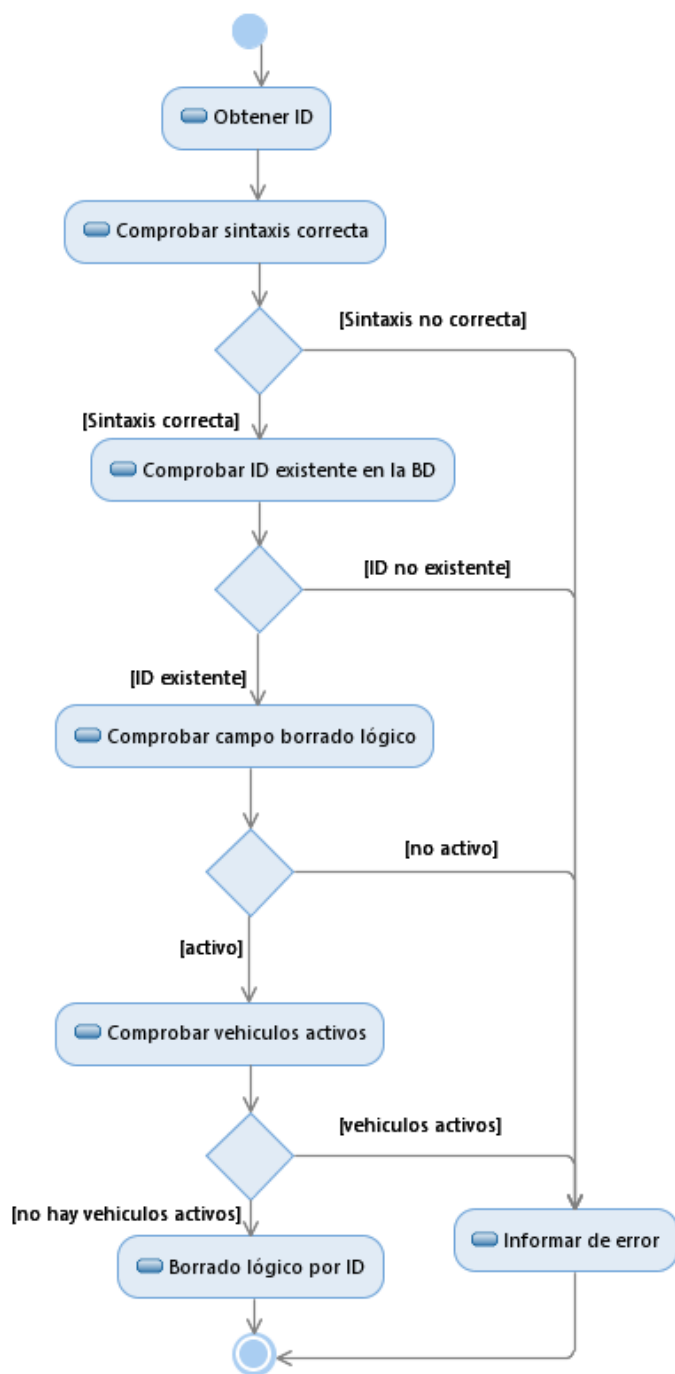 Obtener ID
Comprobar sintaxis correcta
[Sintaxis no correcta]
[Sintaxis correcta]
Comprobar ID existente en la BD
[ID no existente]
[ID existente]
Comprobar campo borrado lógico
[no activo]
[activo]
Comprobar vehiculos activos
[vehiculos activos]
[no hay vehiculos activos]
Informar de error
Borrado lógico por ID